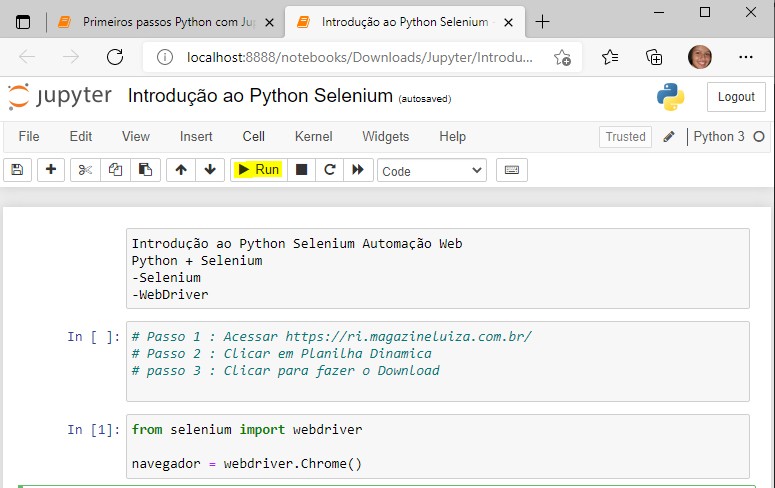 Primeiros passos Python com Jup
Introdução ao Python Selenium -
localhost:8888/notebooks/Downloads/Jupyter/Introdu...
jupyter Introdução ao Python Selenium (autosaved)
Logout
File Edit View Insert Cell Kernel Widgets Help
Trusted Python 3
Run Code
Introdução ao Python Selenium Automação Web
Python + Selenium
-Selenium
-WebDriver
In [ ]: # Passo 1 : Acessar https://ri.magazineluiza.com.br/
# Passo 2 : Clicar em Planilha Dinamica
# passo 3 : Clicar para fazer o Download
In [1]: from selenium import webdriver
navegador = webdriver.Chrome()